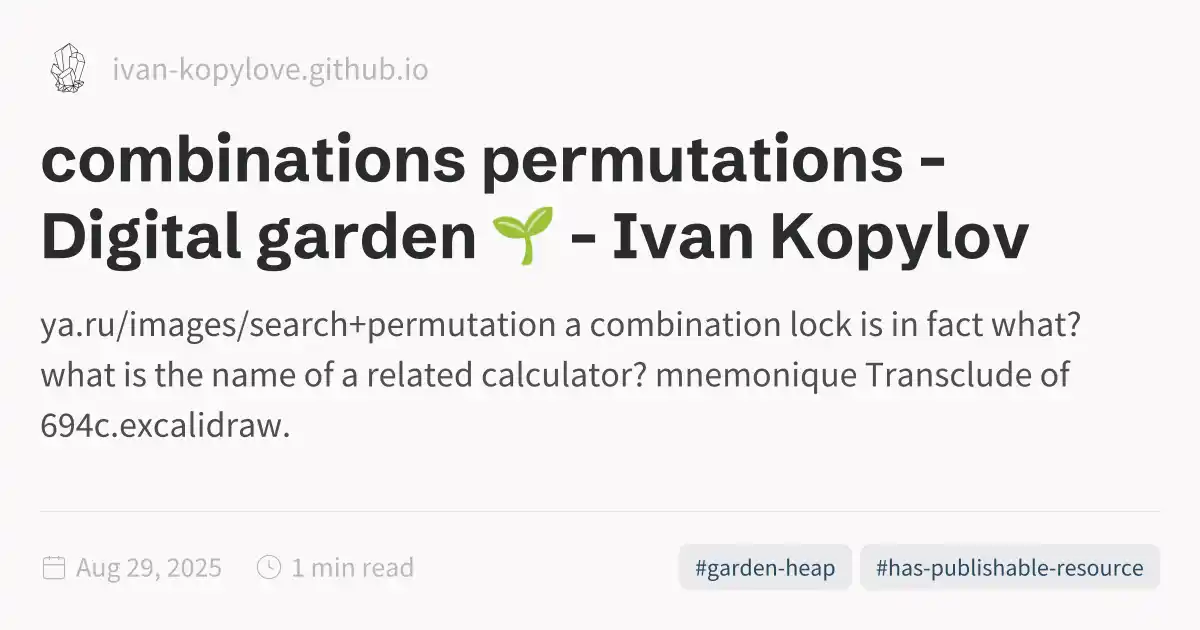 ivan-kopylove.github.io
combinations permutations -
Digital garden 🌱 - Ivan Kopylov
ya.ru/images/search+permutation a combination lock is in fact what?
what is the name of a related calculator? mnemonique Transclude of
694c.excalidraw.
Aug 29, 2025 1 min read #garden-heap #has-publishable-resource